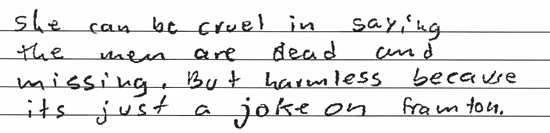 She can be cruel in saying
the men are dead and
missing. But harmless because
its just a joke on framton.